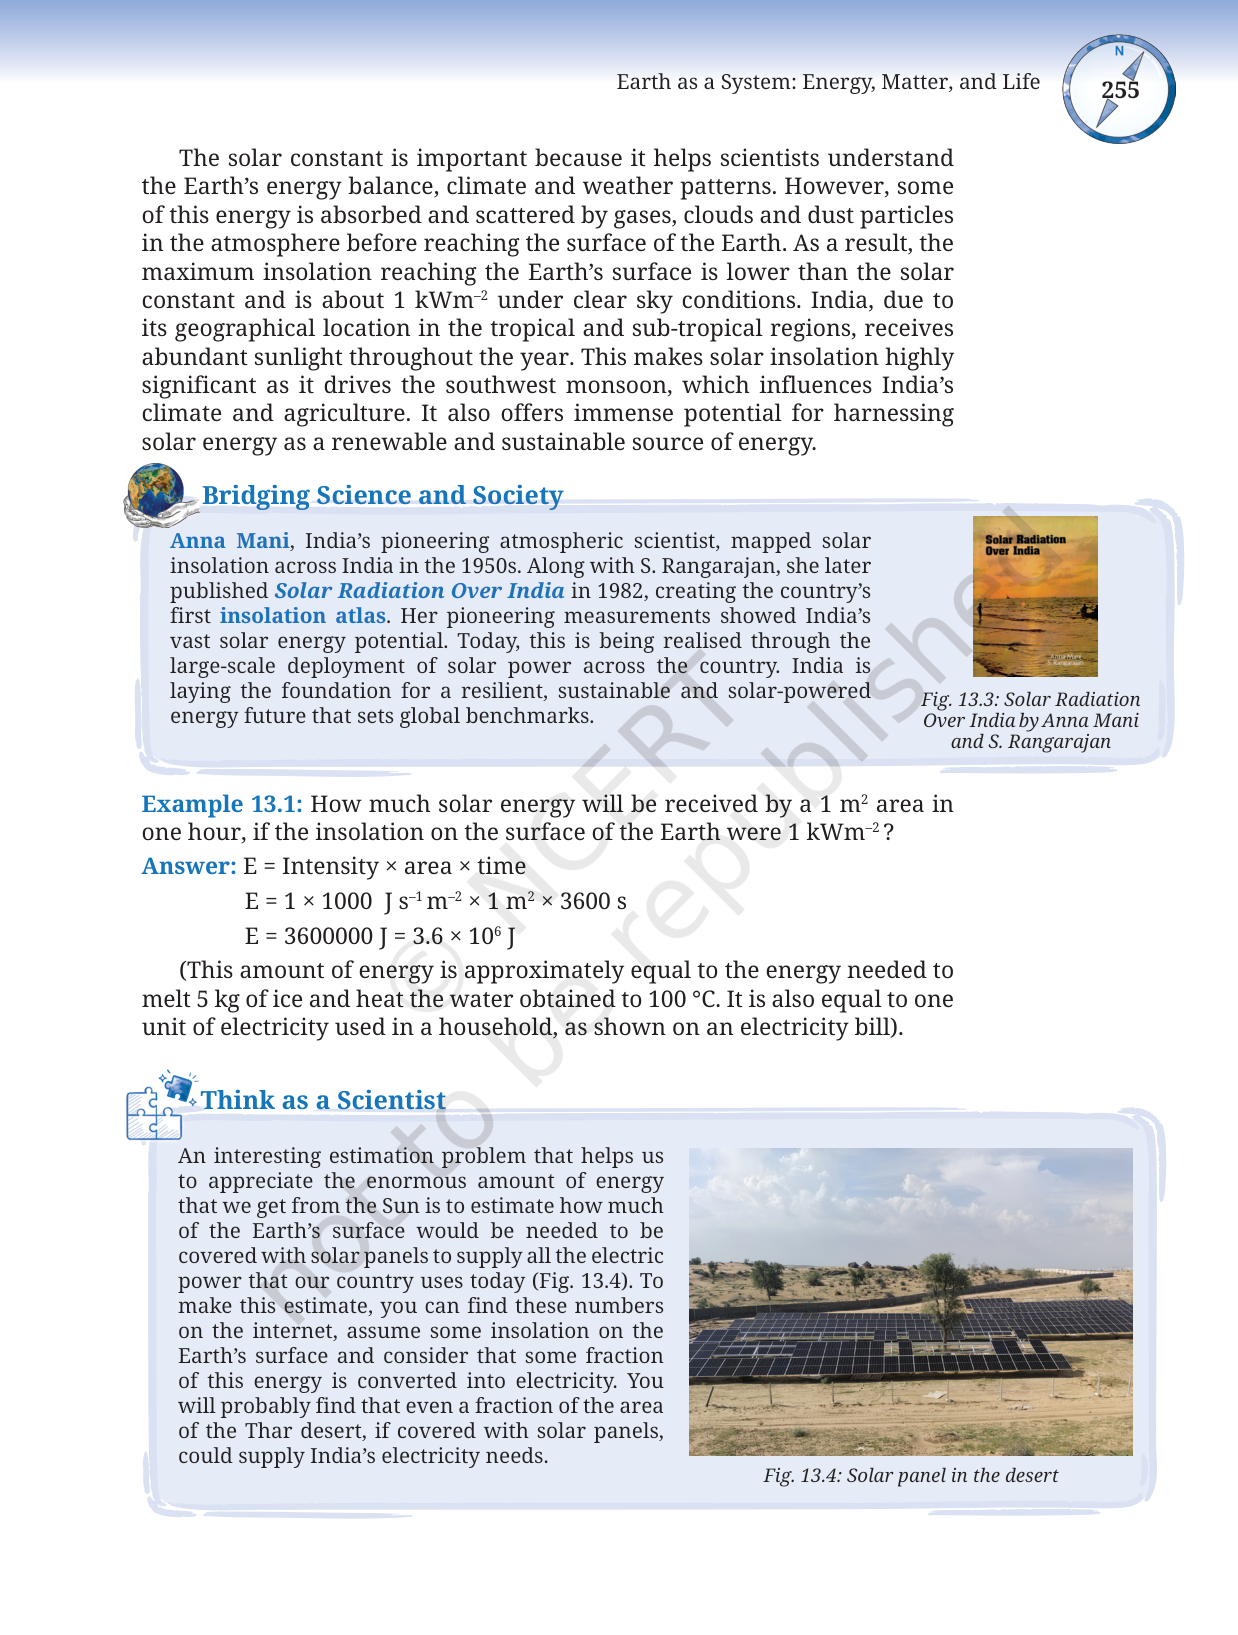 Earth as a System: Energy, Matter, and Life
N
255
The solar constant is important because it helps scientists understand
the Earth’s energy balance, climate and weather patterns. However, some
of this energy is absorbed and scattered by gases, clouds and dust particles
in the atmosphere before reaching the surface of the Earth. As a result, the
maximum insolation reaching the Earth’s surface is lower than the solar
constant and is about 1 kWm⁻² under clear sky conditions. India, due to
its geographical location in the tropical and sub-tropical regions, receives
abundant sunlight throughout the year. This makes solar insolation highly
significant as it drives the southwest monsoon, which influences India’s
climate and agriculture. It also offers immense potential for harnessing
solar energy as a renewable and sustainable source of energy.
Bridging Science and Society
Anna Mani, India’s pioneering atmospheric scientist, mapped solar
insolation across India in the 1950s. Along with S. Rangarajan, she later
published Solar Radiation Over India in 1982, creating the country’s
first insolation atlas. Her pioneering measurements showed India’s
vast solar energy potential. Today, this is being realised through the
large-scale deployment of solar power across the country. India is
laying the foundation for a resilient, sustainable and solar-powered
energy future that sets global benchmarks.
Solar Radiation
Over India
Anna Mani
S. Rangarajan
Fig. 13.3: Solar Radiation
Over India by Anna Mani
and S. Rangarajan
Example 13.1: How much solar energy will be received by a 1 m² area in
one hour, if the insolation on the surface of the Earth were 1 kWm⁻² ?
Answer: E = Intensity × area × time
E = 1 × 1000 J s⁻¹ m⁻² × 1 m² × 3600 s
E = 3600000 J = 3.6 × 10⁶ J
(This amount of energy is approximately equal to the energy needed to
melt 5 kg of ice and heat the water obtained to 100 °C. It is also equal to one
unit of electricity used in a household, as shown on an electricity bill).
Think as a Scientist
An interesting estimation problem that helps us
to appreciate the enormous amount of energy
that we get from the Sun is to estimate how much
of the Earth’s surface would be needed to be
covered with solar panels to supply all the electric
power that our country uses today (Fig. 13.4). To
make this estimate, you can find these numbers
on the internet, assume some insolation on the
Earth’s surface and consider that some fraction
of this energy is converted into electricity. You
will probably find that even a fraction of the area
of the Thar desert, if covered with solar panels,
could supply India’s electricity needs.
Fig. 13.4: Solar panel in the desert
© NCERT
not to be republished